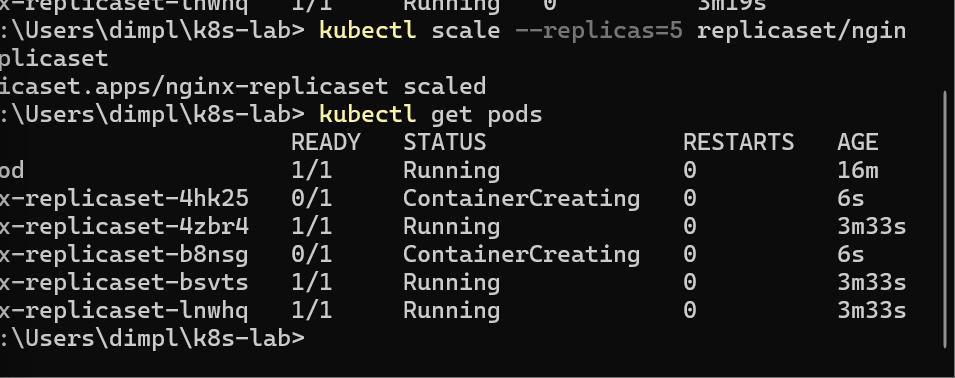 x-replicaset-lnwhq   1/1     Running   0          3m19s
:\Users\dimpl\k8s-lab> kubectl scale --replicas=5 replicaset/ngin
plicaset
icaset.apps/nginx-replicaset scaled
:\Users\dimpl\k8s-lab> kubectl get pods
READY   STATUS              RESTARTS   AGE
od                   1/1     Running             0          16m
x-replicaset-4hk25   0/1     ContainerCreating   0          6s
x-replicaset-4zbr4   1/1     Running             0          3m33s
x-replicaset-b8nsg   0/1     ContainerCreating   0          6s
x-replicaset-bsvts   1/1     Running             0          3m33s
x-replicaset-lnwhq   1/1     Running             0          3m33s
:\Users\dimpl\k8s-lab>